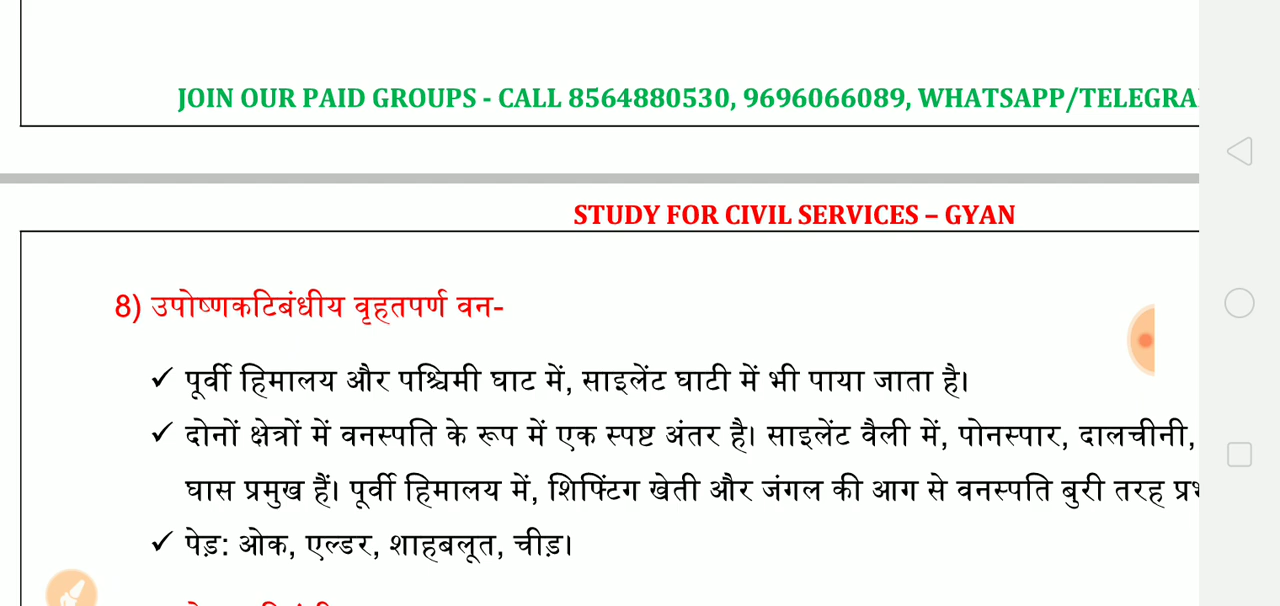 JOIN OUR PAID GROUPS - CALL 8564880530, 9696066089, WHATSAPP/TELEGRA
STUDY FOR CIVIL SERVICES – GYAN
8) उपोष्णकटिबंधीय वृहतपर्ण वन-
✓ पूर्वी हिमालय और पश्चिमी घाट में, साइलेंट घाटी में भी पाया जाता है।
✓ दोनों क्षेत्रों में वनस्पति के रूप में एक स्पष्ट अंतर है। साइलेंट वैली में, पोनस्पार, दालचीनी,
घास प्रमुख हैं। पूर्वी हिमालय में, शिफ्टिंग खेती और जंगल की आग से वनस्पति बुरी तरह
✓ पेड़: ओक, एल्डर, शाहबलूत, चीड़।